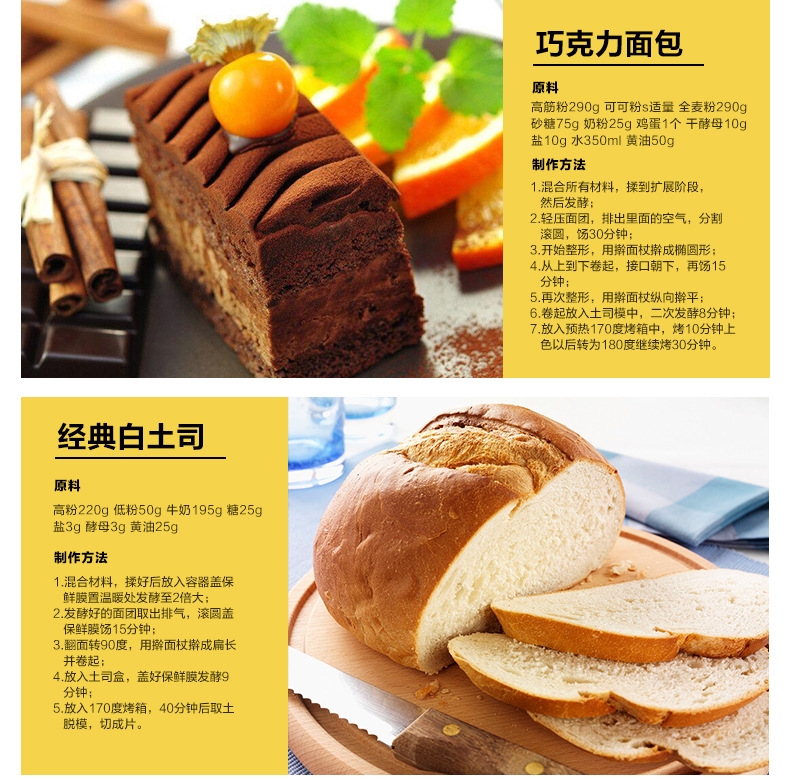 巧克力面包
原料
高筋粉290g 可可粉s适量 全麦粉290g
砂糖75g 奶粉25g 鸡蛋1个 干酵母10g
盐10g 水350ml 黄油50g
制作方法
1.混合所有材料，揉到扩展阶段，
然后发酵；
2.轻压面团，排出里面的空气，分割
滚圆，饧30分钟；
3.开始整形，用擀面杖擀成椭圆形；
4.从上到下卷起，接口朝下，再饧15
分钟；
5.再次整形，用擀面杖纵向擀平；
6.卷起放入土司模中，二次发酵8分钟；
7.放入预热170度烤箱中，烤10分钟上
色以后转为180度继续烤30分钟。
经典白土司
原料
高粉220g 低粉50g 牛奶195g 糖25g
盐3g 酵母3g 黄油25g
制作方法
1.混合材料，揉好后放入容器盖保
鲜膜置温暖处发酵至2倍大；
2.发酵好的面团取出排气，滚圆盖
保鲜膜饧15分钟；
3.翻面转90度，用擀面杖擀成扁长
并卷起；
4.放入土司盒，盖好保鲜膜发酵9
分钟；
5.放入170度烤箱，40分钟后取土
脱模，切成片。